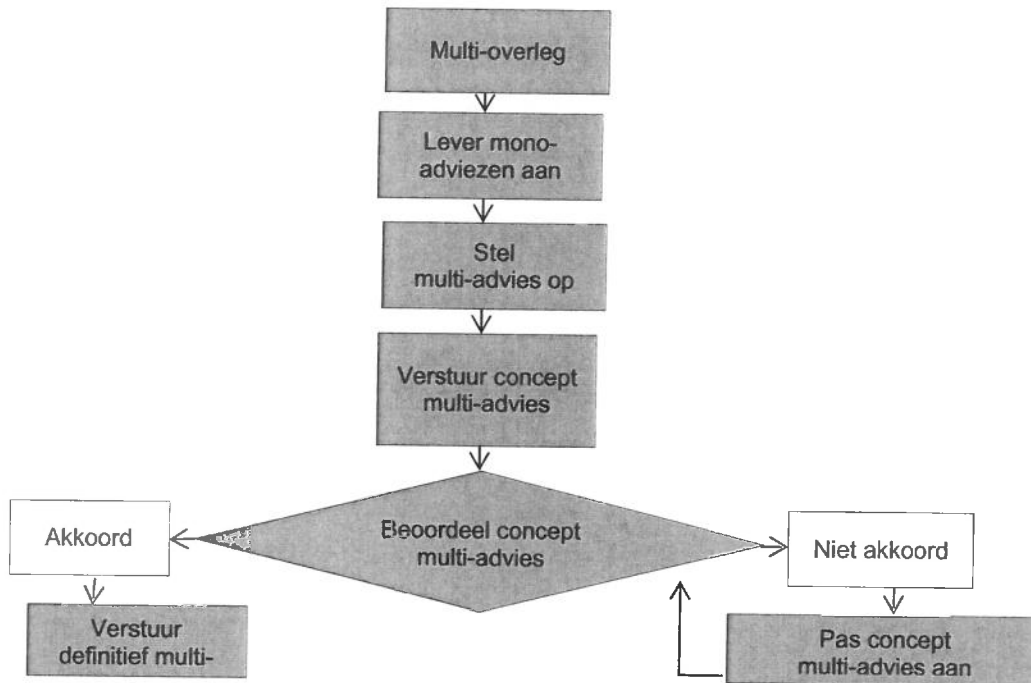 Multi-overleg
Lever mono-
adviezen aan
Stel
multi-advies op
Verstuur concept
multi-advies
Beoordeel concept
multi-advies
Akkoord
Niet akkoord
Verstuur
definitief multi-
Pas concept
multi-advies aan